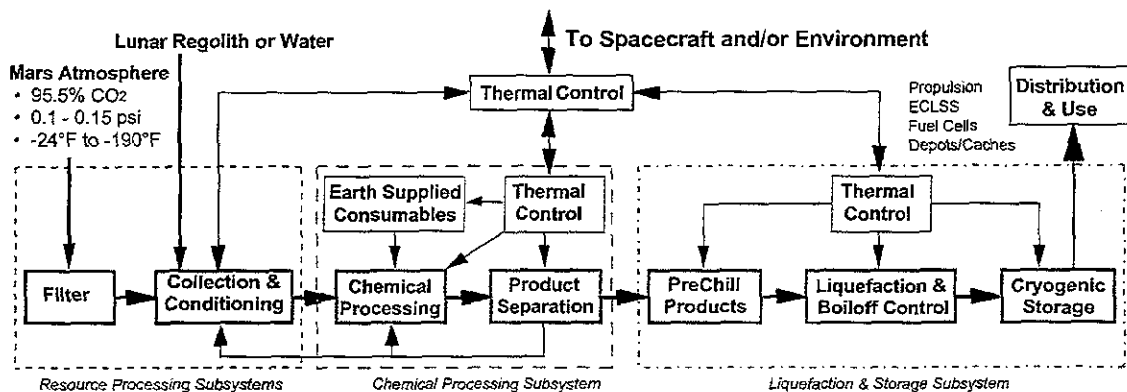 Lunar Regolith or Water
To Spacecraft and/or Environment
Mars Atmosphere
• 95.5% CO2
• 0.1 - 0.15 psi
• -24°F to -190°F
Thermal Control
Propulsion
ECLSS
Fuel Cells
Depots/Caches
Distribution
& Use
Earth Supplied
Consumables
Thermal
Control
Thermal
Control
Filter
Collection &
Conditioning
Chemical
Processing
Product
Separation
PreChill
Products
Liquefaction &
Boiloff Control
Cryogenic
Storage
Resource Processing Subsystems
Chemical Processing Subsystem
Liquefaction & Storage Subsystem